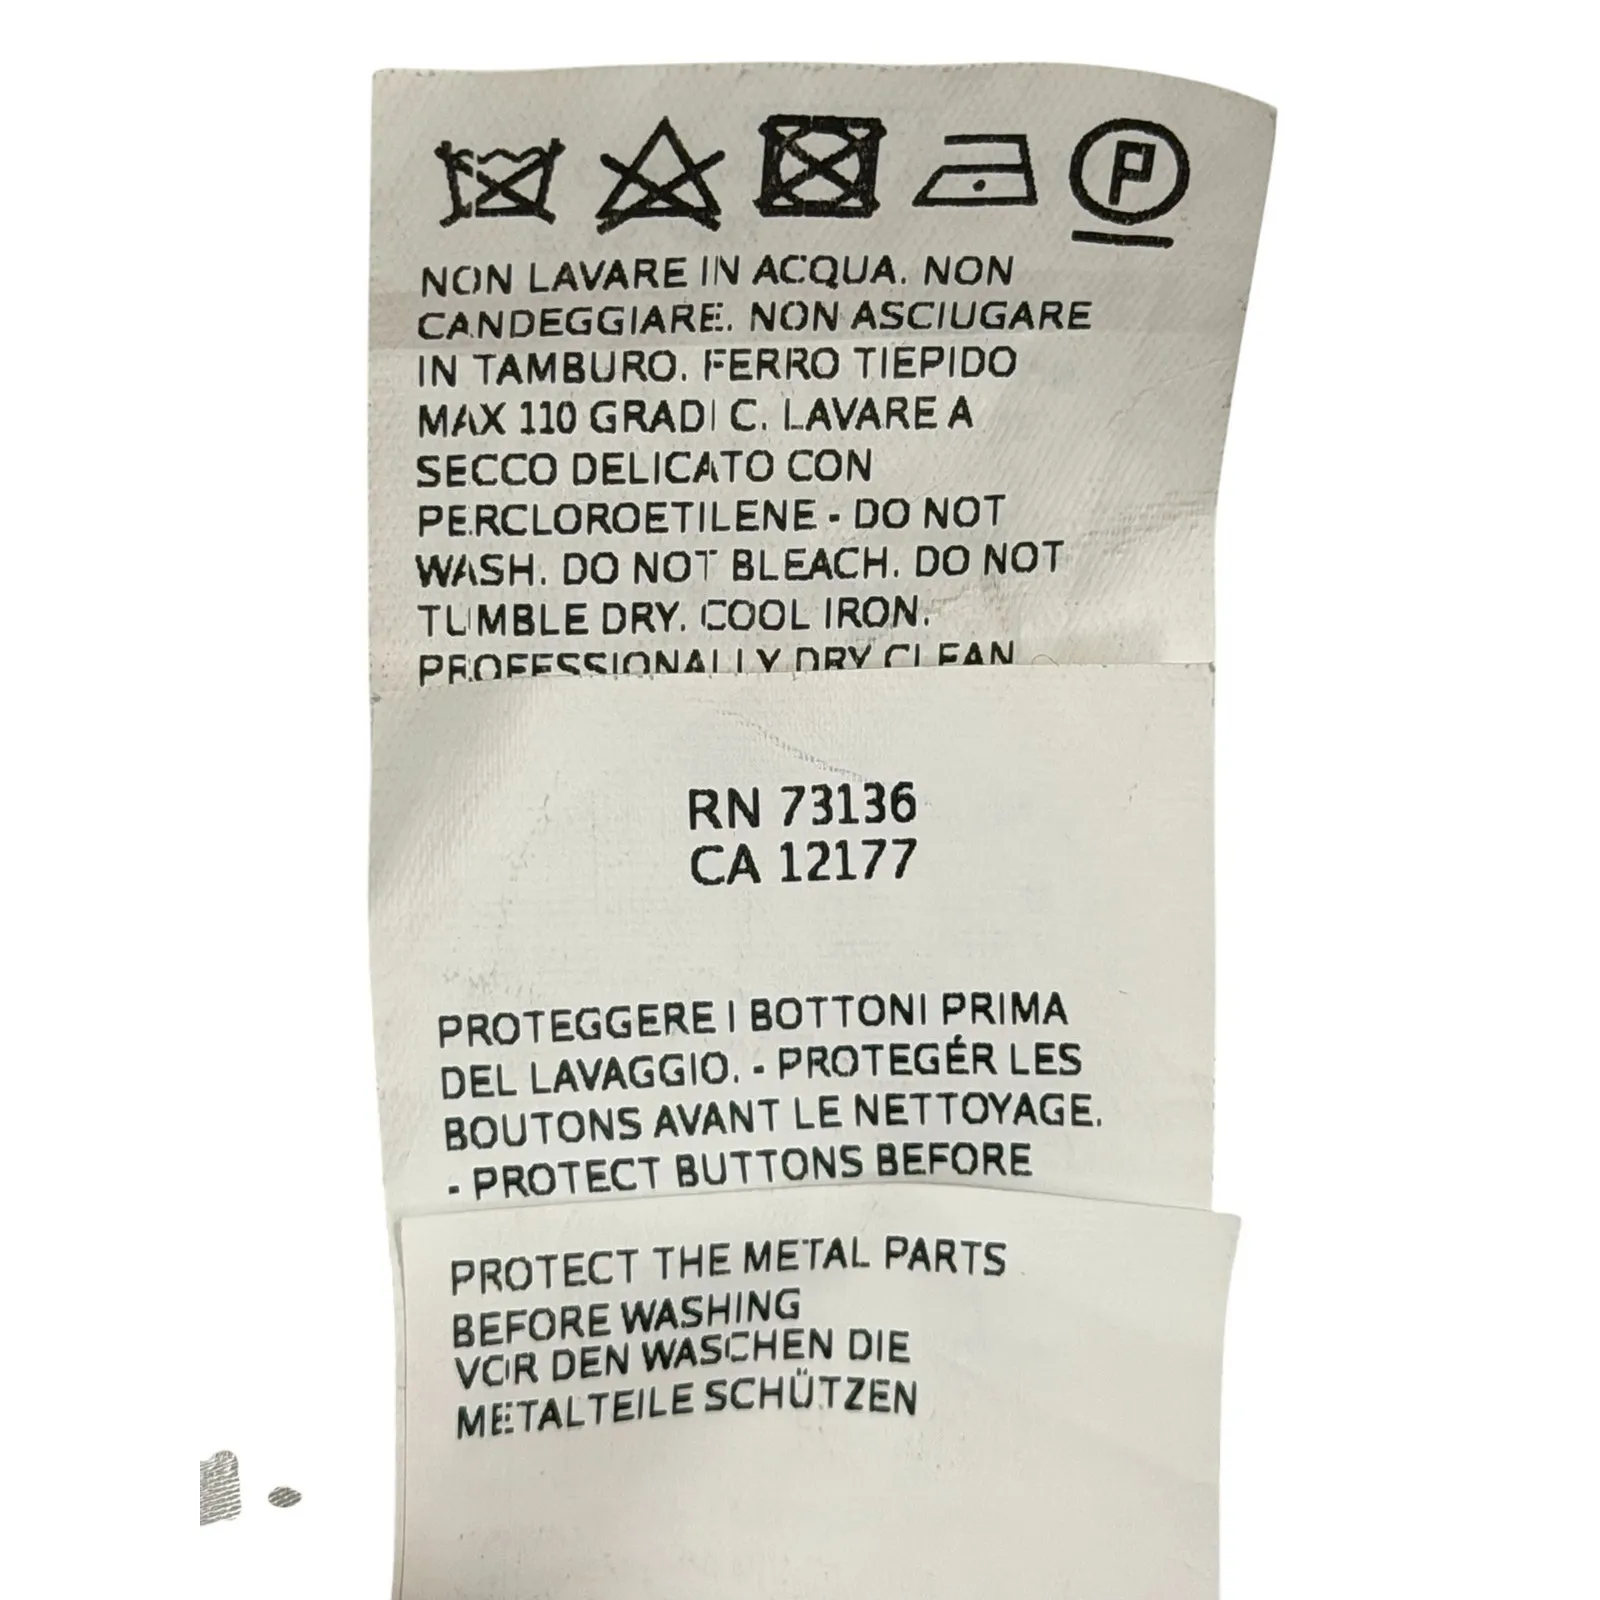 P
NON LAVARE IN ACQUA. NON
CANDEGGIARE. NON ASCIUGARE
IN TAMBURO. FERRO TIEPIDO
MAX 110 GRADI C. LAVARE A
SECCO DELICATO CON
PERCLOROETILENE - DO NOT
WASH. DO NOT BLEACH. DO NOT
TUMBLE DRY. COOL IRON.
PROFESSIONALLY DRY CLEAN
RN 73136
CA 12177
PROTEGGERE I BOTTONI PRIMA
DEL LAVAGGIO. - PROTEGÉR LES
BOUTONS AVANT LE NETTOYAGE.
- PROTECT BUTTONS BEFORE
PROTECT THE METAL PARTS
BEFORE WASHING
VOR DEN WASCHEN DIE
METALTEILE SCHÜTZEN